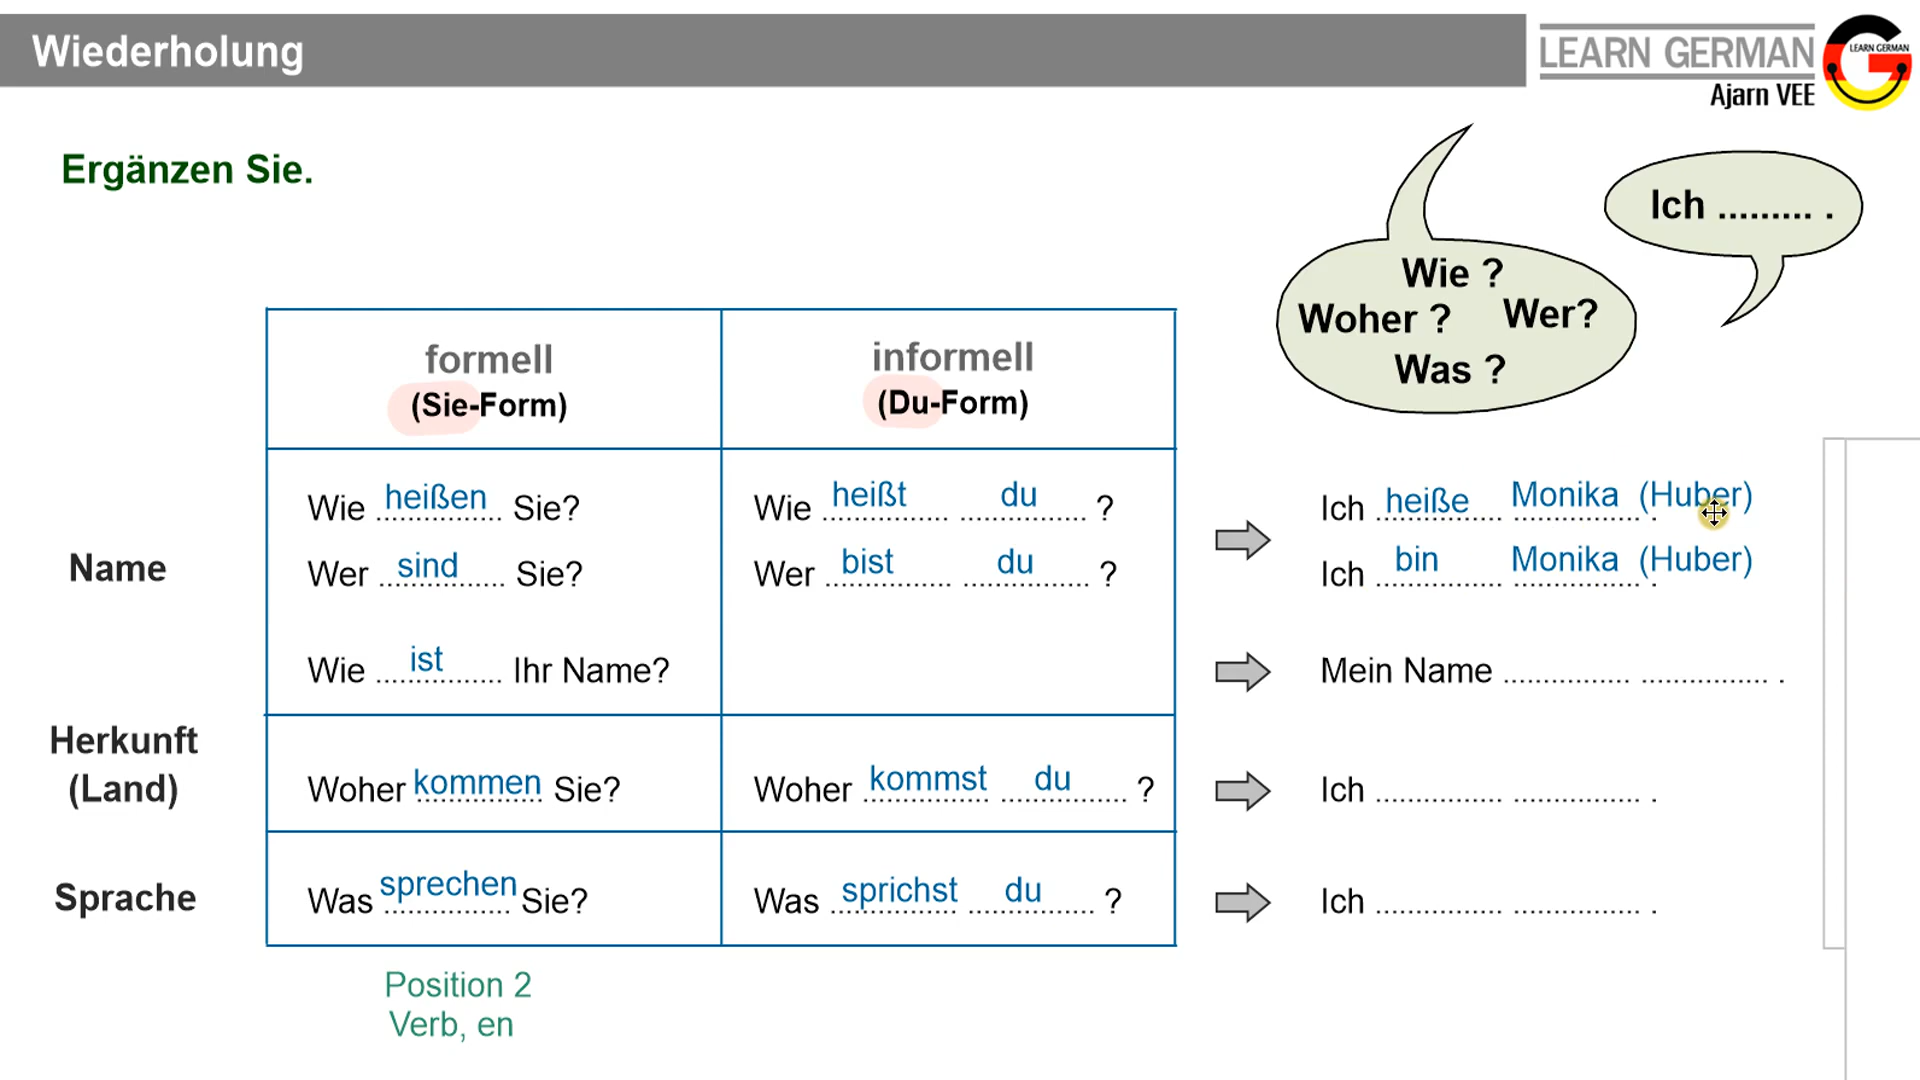 Wiederholung
LEARN GERMAN
LEARN GERMAN
Ajarn VEE
Ergänzen Sie.
Ich ......... .
Wie ?
Woher ? Wer?
Was ?
formell informell
(Sie-Form) (Du-Form)
Name
Wie heißen Sie? Wie heißt du ? Ich heiße Monika (Huber) .
Wer sind Sie? Wer bist du ? Ich bin Monika (Huber) .
Wie ist Ihr Name? Mein Name ............... ............... .
Herkunft
(Land)
Woher kommen Sie? Woher kommst du ? Ich ............... ............... .
Sprache
Was sprechen Sie? Was sprichst du ? Ich ............... ............... .
Position 2
Verb, en